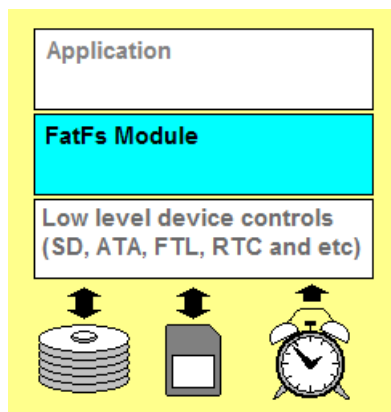 Application
FatFs Module
Low level device controls
(SD, ATA, FTL, RTC and etc)